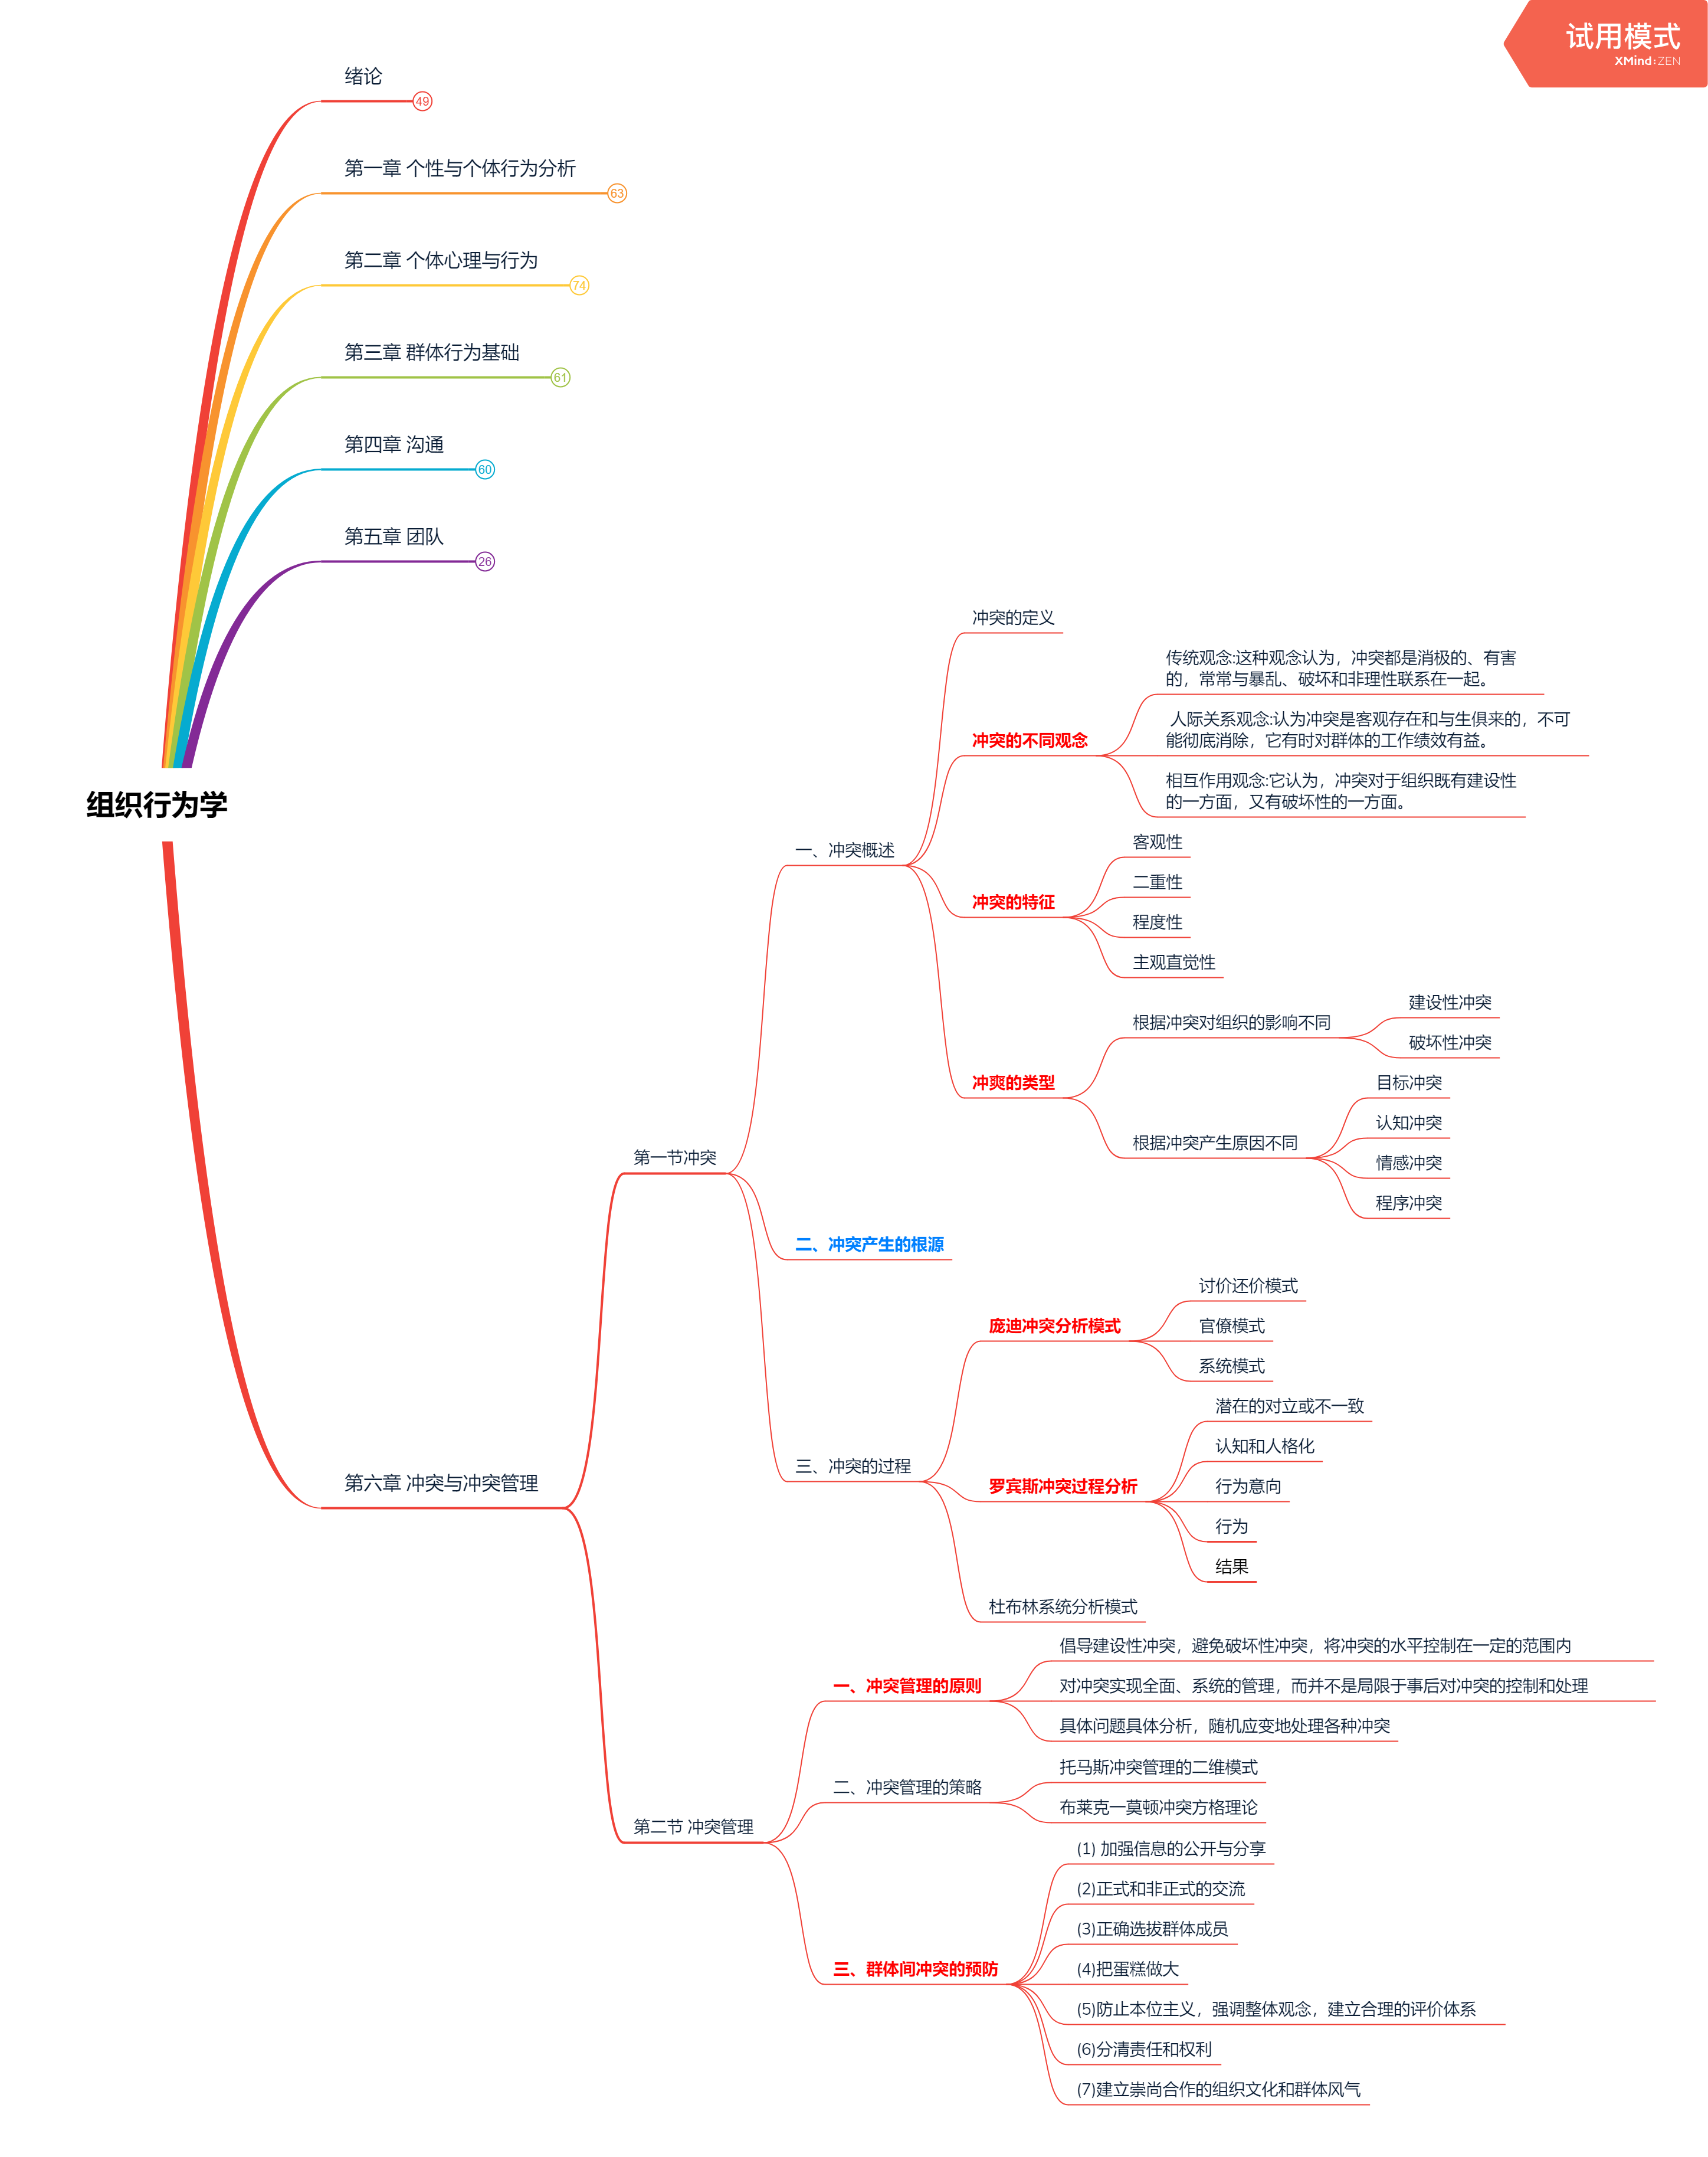 试用模式
XMind:ZEN
绪论
49
第一章 个性与个体行为分析
63
第二章 个体心理与行为
74
第三章 群体行为基础
61
第四章 沟通
60
第五章 团队
26
组织行为学
第六章 冲突与冲突管理
第一节冲突
一、冲突概述
冲突的定义
冲突的不同观念
传统观念:这种观念认为，冲突都是消极的、有害
的，常常与暴乱、破坏和非理性联系在一起。
人际关系观念:认为冲突是客观存在和与生俱来的，不可
能彻底消除，它有时对群体的工作绩效有益。
相互作用观念:它认为，冲突对于组织既有建设性
的一方面，又有破坏性的一方面。
冲突的特征
客观性
二重性
程度性
主观直觉性
冲爽的类型
根据冲突对组织的影响不同
建设性冲突
破坏性冲突
根据冲突产生原因不同
目标冲突
认知冲突
情感冲突
程序冲突
二、冲突产生的根源
三、冲突的过程
庞迪冲突分析模式
讨价还价模式
官僚模式
系统模式
罗宾斯冲突过程分析
潜在的对立或不一致
认知和人格化
行为意向
行为
结果
杜布林系统分析模式
第二节 冲突管理
一、冲突管理的原则
倡导建设性冲突，避免破坏性冲突，将冲突的水平控制在一定的范围内
对冲突实现全面、系统的管理，而并不是局限于事后对冲突的控制和处理
具体问题具体分析，随机应变地处理各种冲突
二、冲突管理的策略
托马斯冲突管理的二维模式
布莱克一莫顿冲突方格理论
三、群体间冲突的预防
(1) 加强信息的公开与分享
(2)正式和非正式的交流
(3)正确选拔群体成员
(4)把蛋糕做大
(5)防止本位主义，强调整体观念，建立合理的评价体系
(6)分清责任和权利
(7)建立崇尚合作的组织文化和群体风气